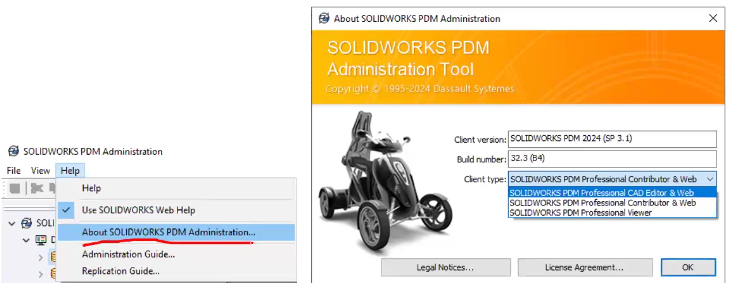 SOLIDWORKS PDM Administration
File View Help
Help
Use SOLIDWORKS Web Help
About SOLIDWORKS PDM Administration...
Administration Guide...
Replication Guide...
SOLI
D
About SOLIDWORKS PDM Administration
SOLIDWORKS PDM
Administration Tool
Copyright © 1995-2024 Dassault Systemes
Client version: SOLIDWORKS PDM 2024 (SP 3.1)
Build number: 32.3 (B4)
Client type: SOLIDWORKS PDM Professional Contributor & Web
SOLIDWORKS PDM Professional CAD Editor & Web
SOLIDWORKS PDM Professional Contributor & Web
SOLIDWORKS PDM Professional Viewer
Legal Notices...
License Agreement...
OK